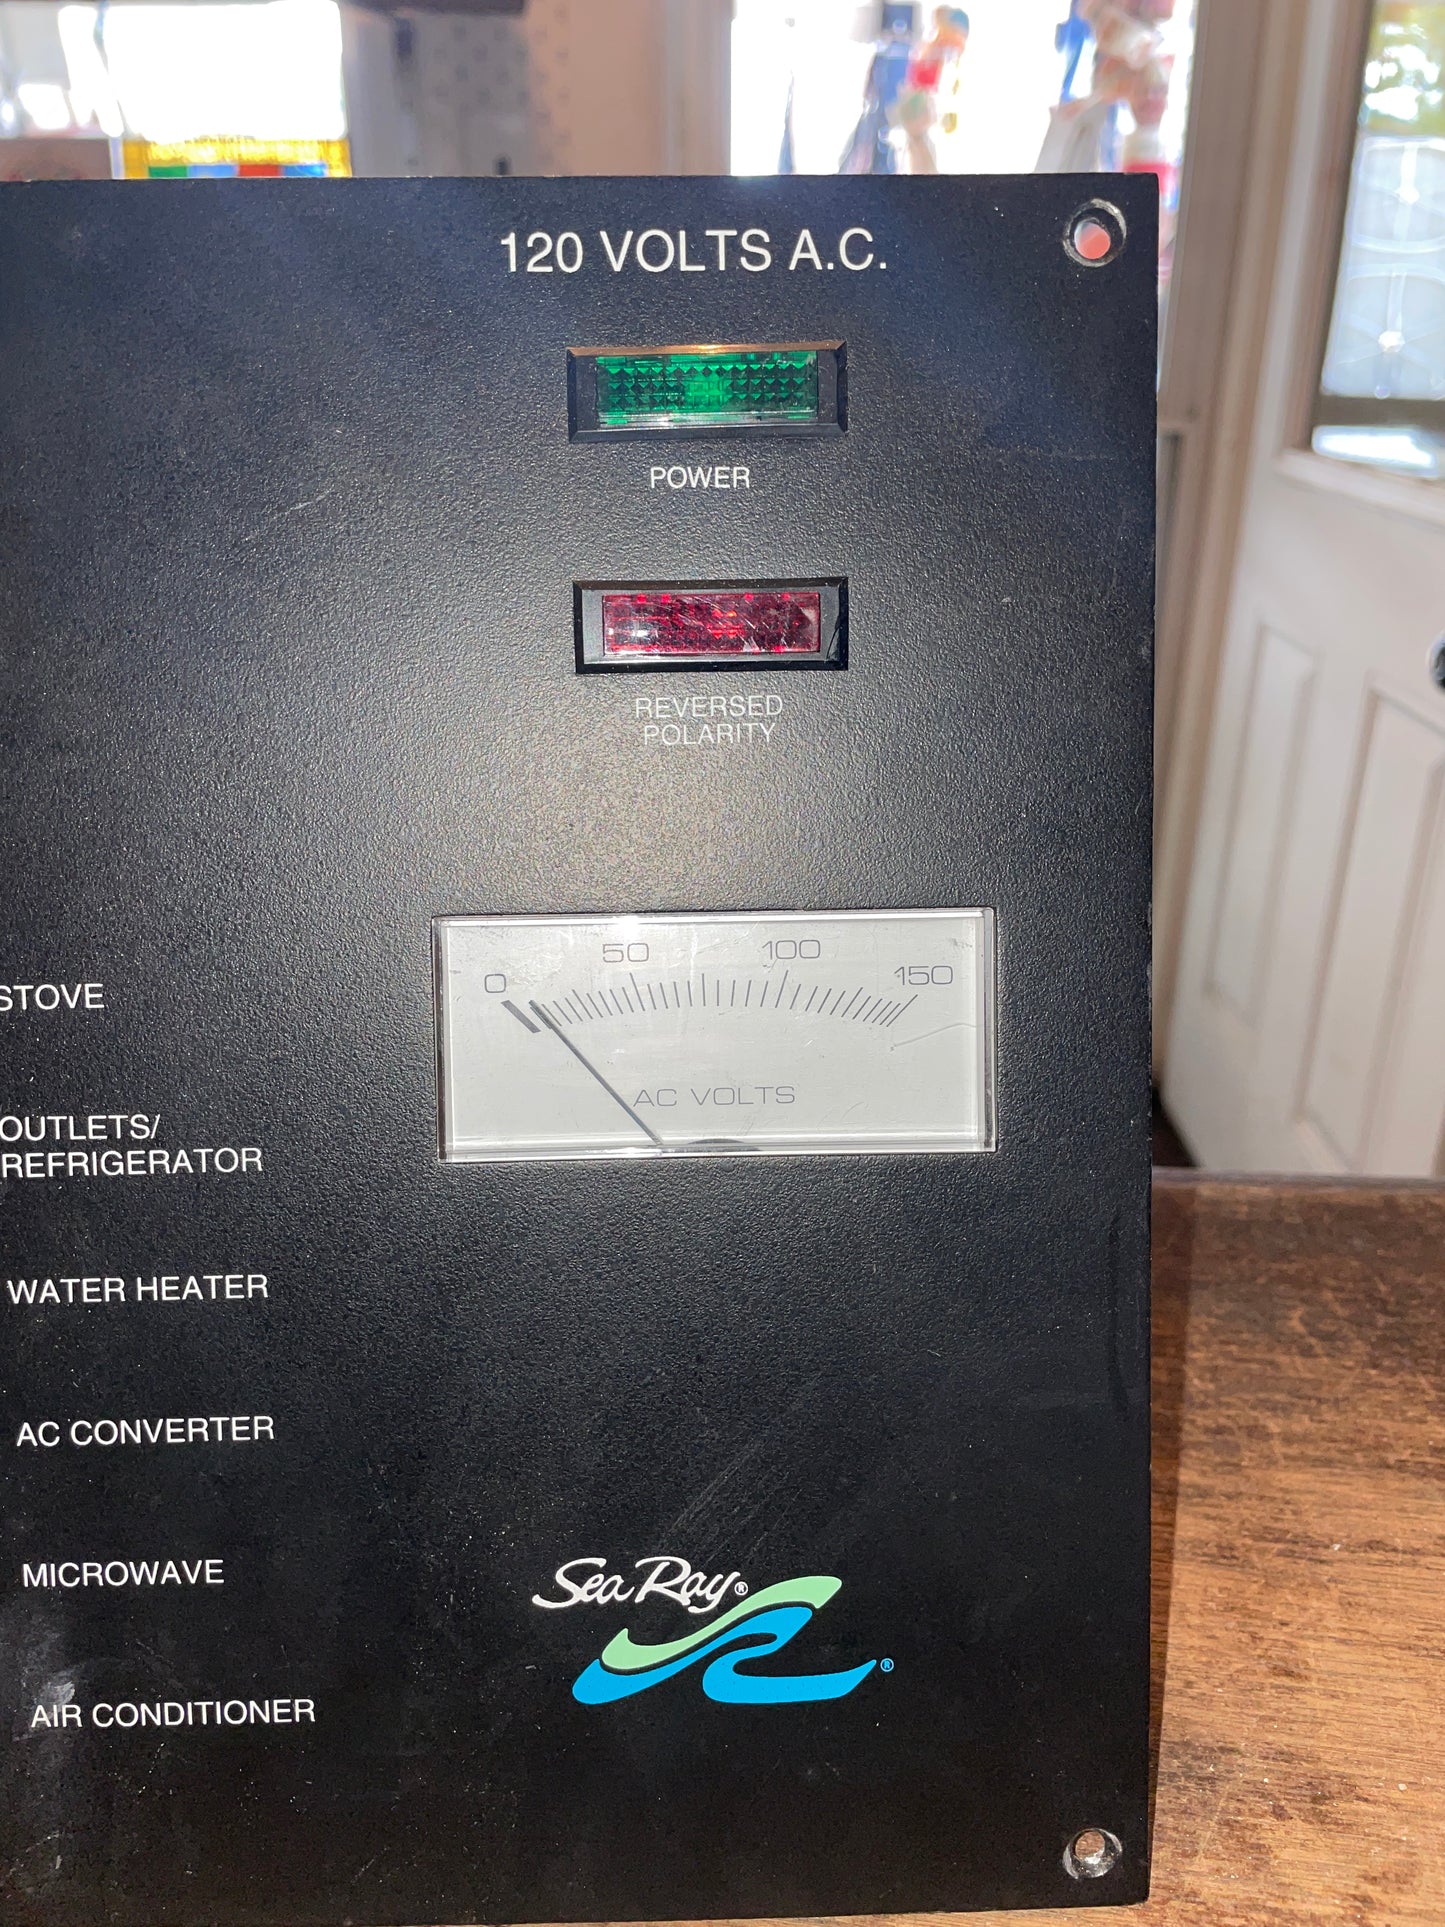 120 VOLTS A.C.
POWER
REVERSED
POLARITY
0 50 100 150
AC VOLTS
STOVE
OUTLETS/
REFRIGERATOR
WATER HEATER
AC CONVERTER
MICROWAVE
AIR CONDITIONER
Sea Ray®
®